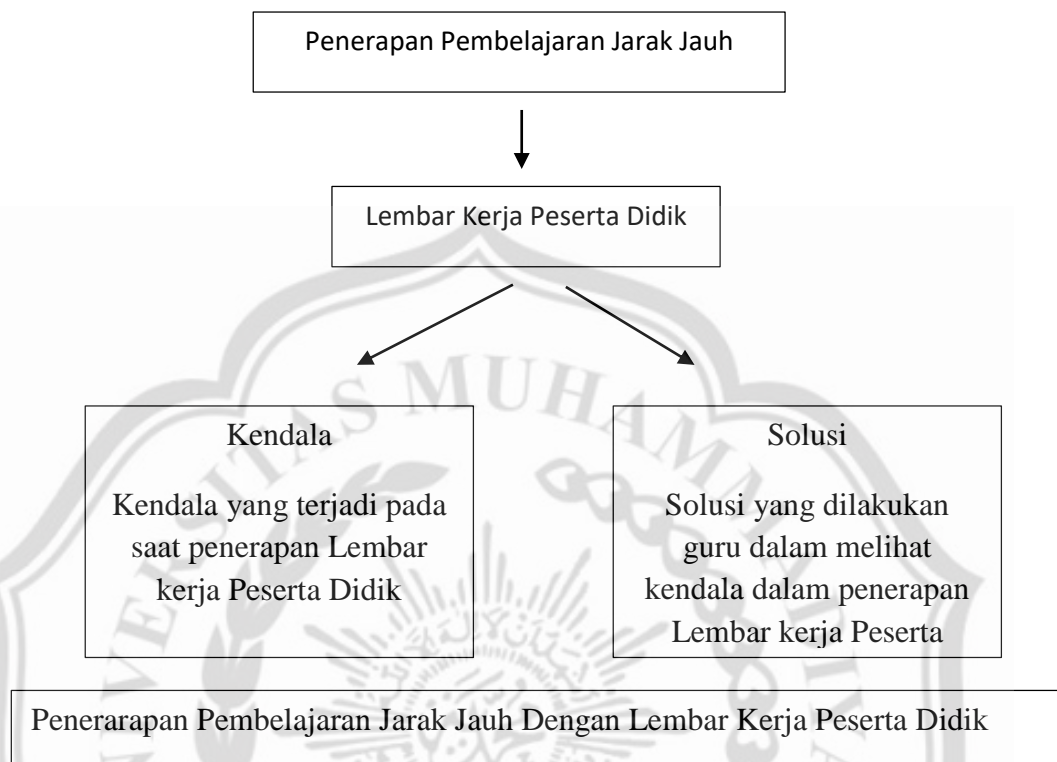 Penerapan Pembelajaran Jarak Jauh
Lembar Kerja Peserta Didik
Kendala
Kendala yang terjadi pada
saat penerapan Lembar
kerja Peserta Didik
Solusi
Solusi yang dilakukan
guru dalam melihat
kendala dalam penerapan
Lembar kerja Peserta
Penerarapan Pembelajaran Jarak Jauh Dengan Lembar Kerja Peserta Didik